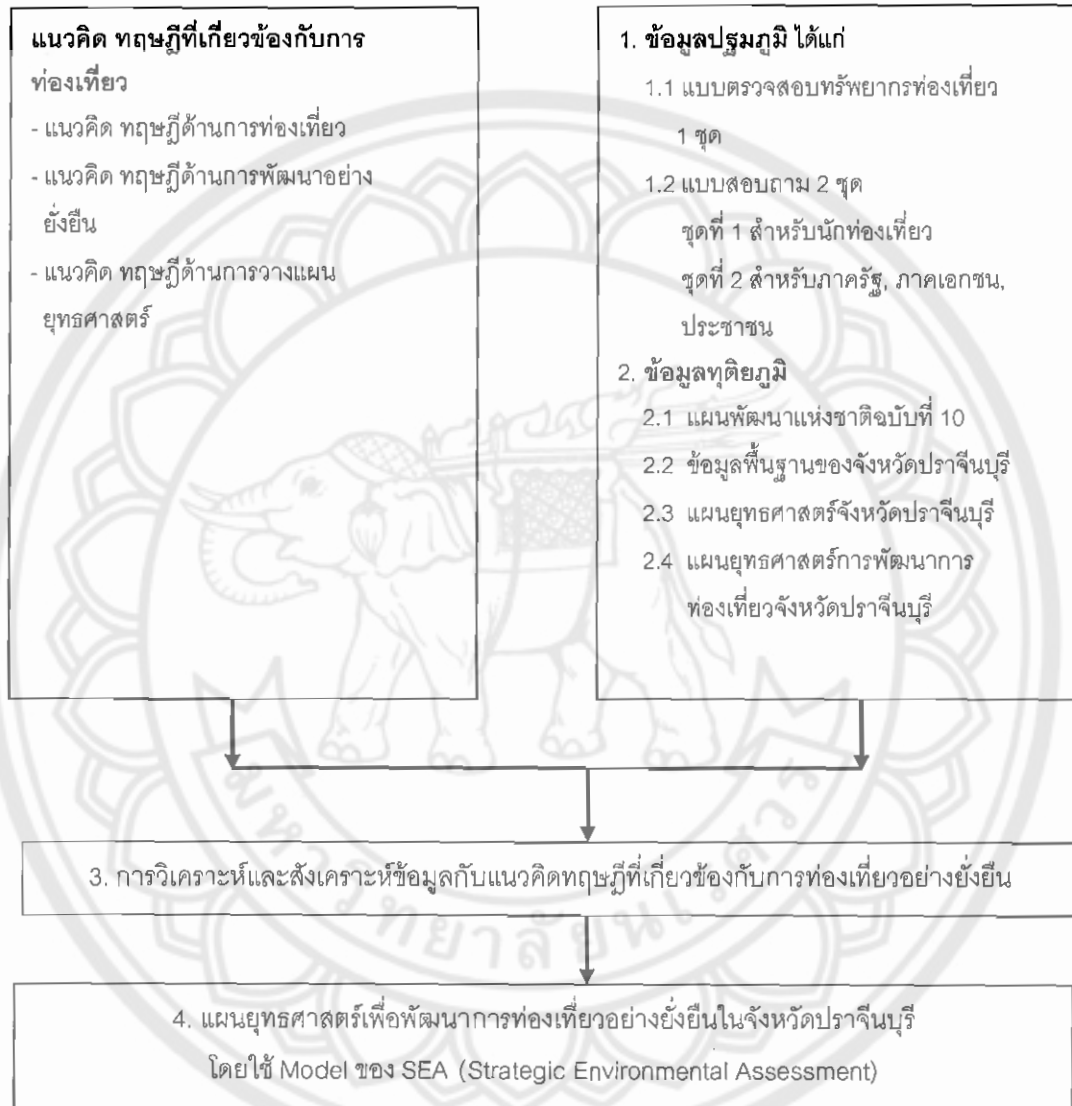 แนวคิด ทฤษฎีที่เกี่ยวข้องกับการ
ท่องเที่ยว
- แนวคิด ทฤษฎีด้านการท่องเที่ยว
- แนวคิด ทฤษฎีด้านการพัฒนาอย่าง
ยั่งยืน
- แนวคิด ทฤษฎีด้านการวางแผน
ยุทธศาสตร์
1. ข้อมูลปฐมภูมิ ได้แก่
1.1 แบบตรวจสอบทรัพยากรท่องเที่ยว
1 ชุด
1.2 แบบสอบถาม 2 ชุด
ชุดที่ 1 สำหรับนักท่องเที่ยว
ชุดที่ 2 สำหรับภาครัฐ, ภาคเอกชน,
ประชาชน
2. ข้อมูลทุติยภูมิ
2.1 แผนพัฒนาแห่งชาติฉบับที่ 10
2.2 ข้อมูลพื้นฐานของจังหวัดปราจีนบุรี
2.3 แผนยุทธศาสตร์จังหวัดปราจีนบุรี
2.4 แผนยุทธศาสตร์การพัฒนาการ
ท่องเที่ยวจังหวัดปราจีนบุรี
3. การวิเคราะห์และสังเคราะห์ข้อมูลกับแนวคิดทฤษฎีที่เกี่ยวข้องกับการท่องเที่ยวอย่างยั่งยืน
มหาวิทยาลัยนเรศวร
4. แผนยุทธศาสตร์เพื่อพัฒนาการท่องเที่ยวอย่างยั่งยืนในจังหวัดปราจีนบุรี
โดยใช้ Model ของ SEA (Strategic Environmental Assessment)